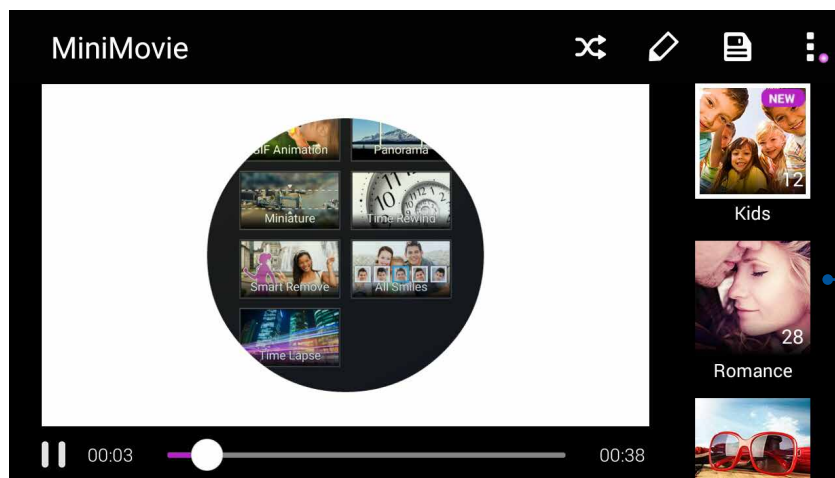 MiniMovie
GIF Animation
Panorama
Miniature
Time Rewind
Smart Remove
All Smiles
Time Lapse
00:03
00:38
NEW
12
Kids
28
Romance